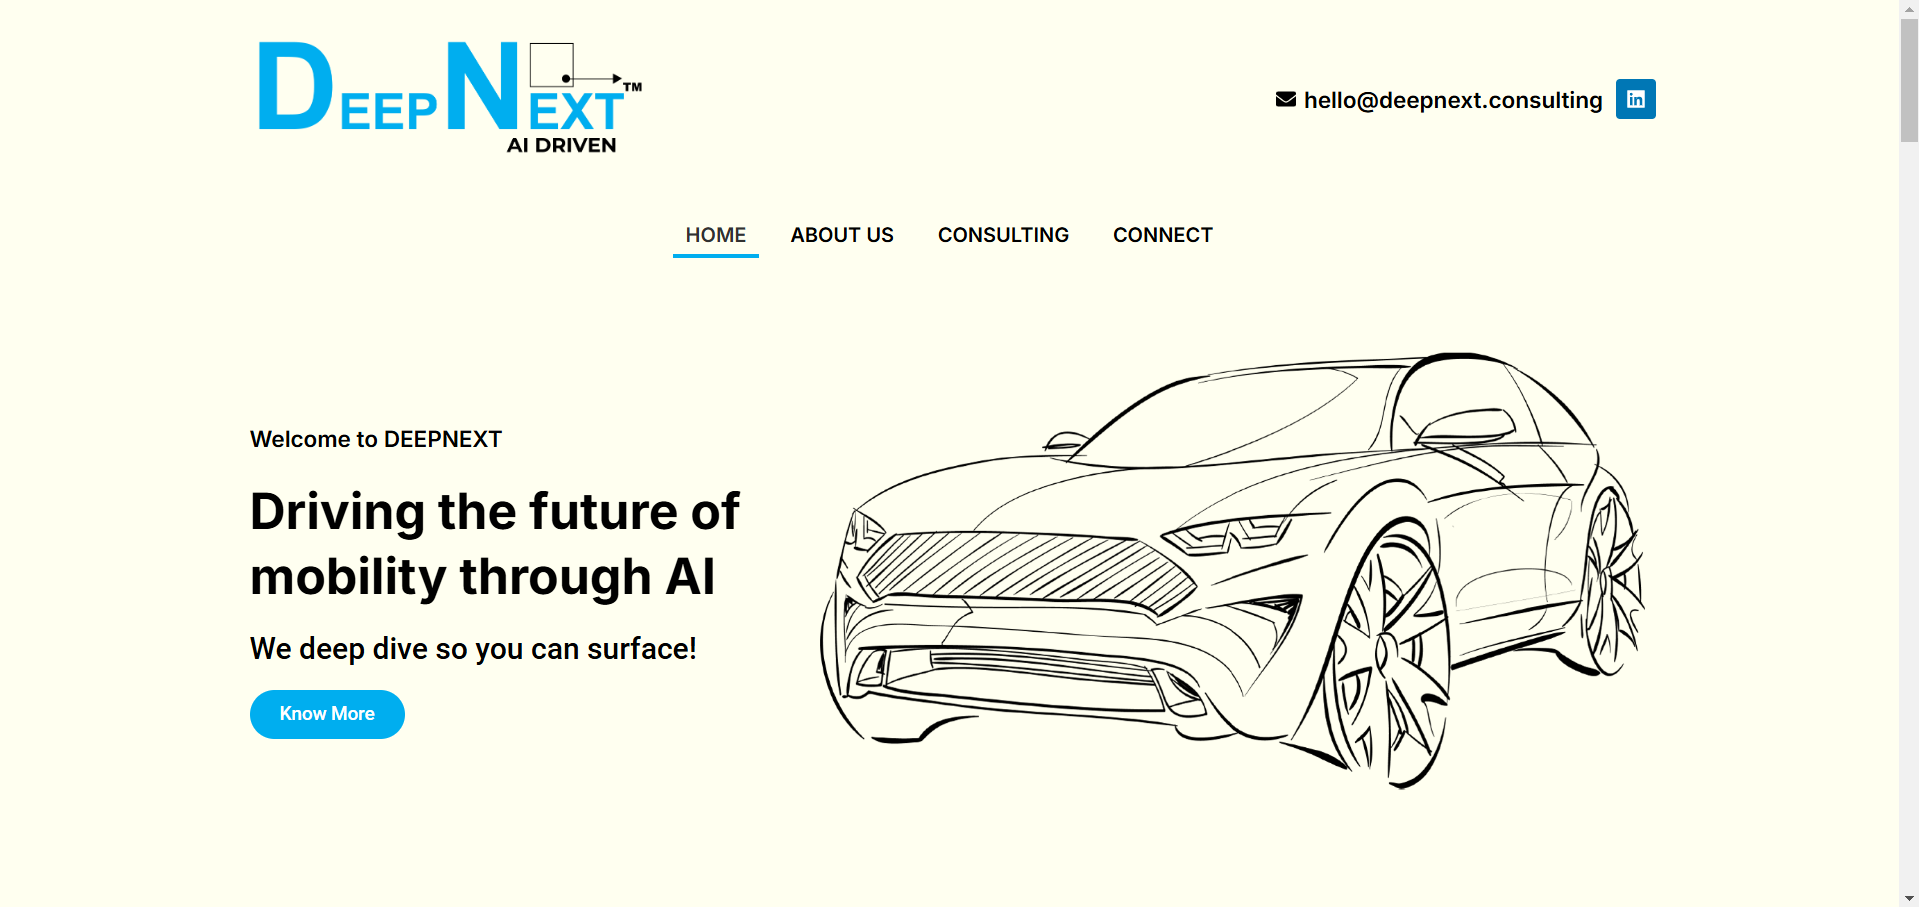 DEEPNEXT™
AI DRIVEN
hello@deepnext.consulting
HOME ABOUT US CONSULTING CONNECT
Welcome to DEEPNEXT
Driving the future of
mobility through AI
We deep dive so you can surface!
Know More